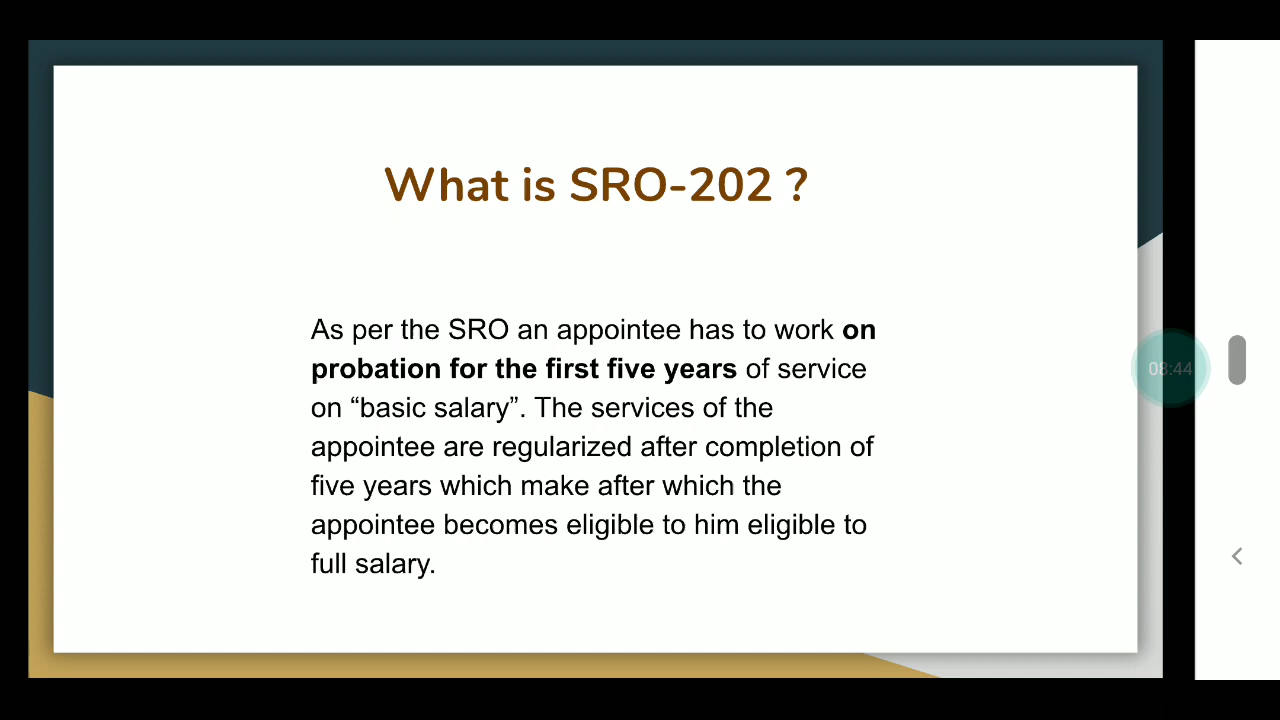 What is SRO-202 ?
As per the SRO an appointee has to work on
probation for the first five years of service
on “basic salary”. The services of the
appointee are regularized after completion of
five years which make after which the
appointee becomes eligible to him eligible to
full salary.
08:44